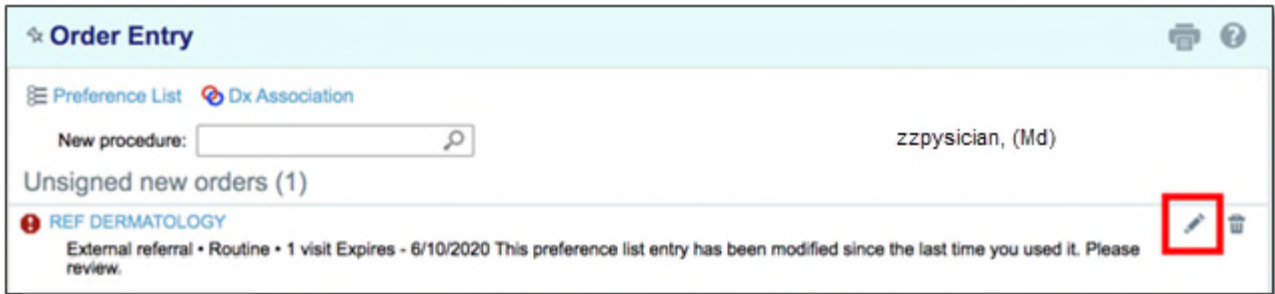 Order Entry
Preference List Dx Association
New procedure: zzpysician, (Md)
Unsigned new orders (1)
REF DERMATOLOGY
External referral • Routine • 1 visit Expires - 6/10/2020 This preference list entry has been modified since the last time you used it. Please
review.